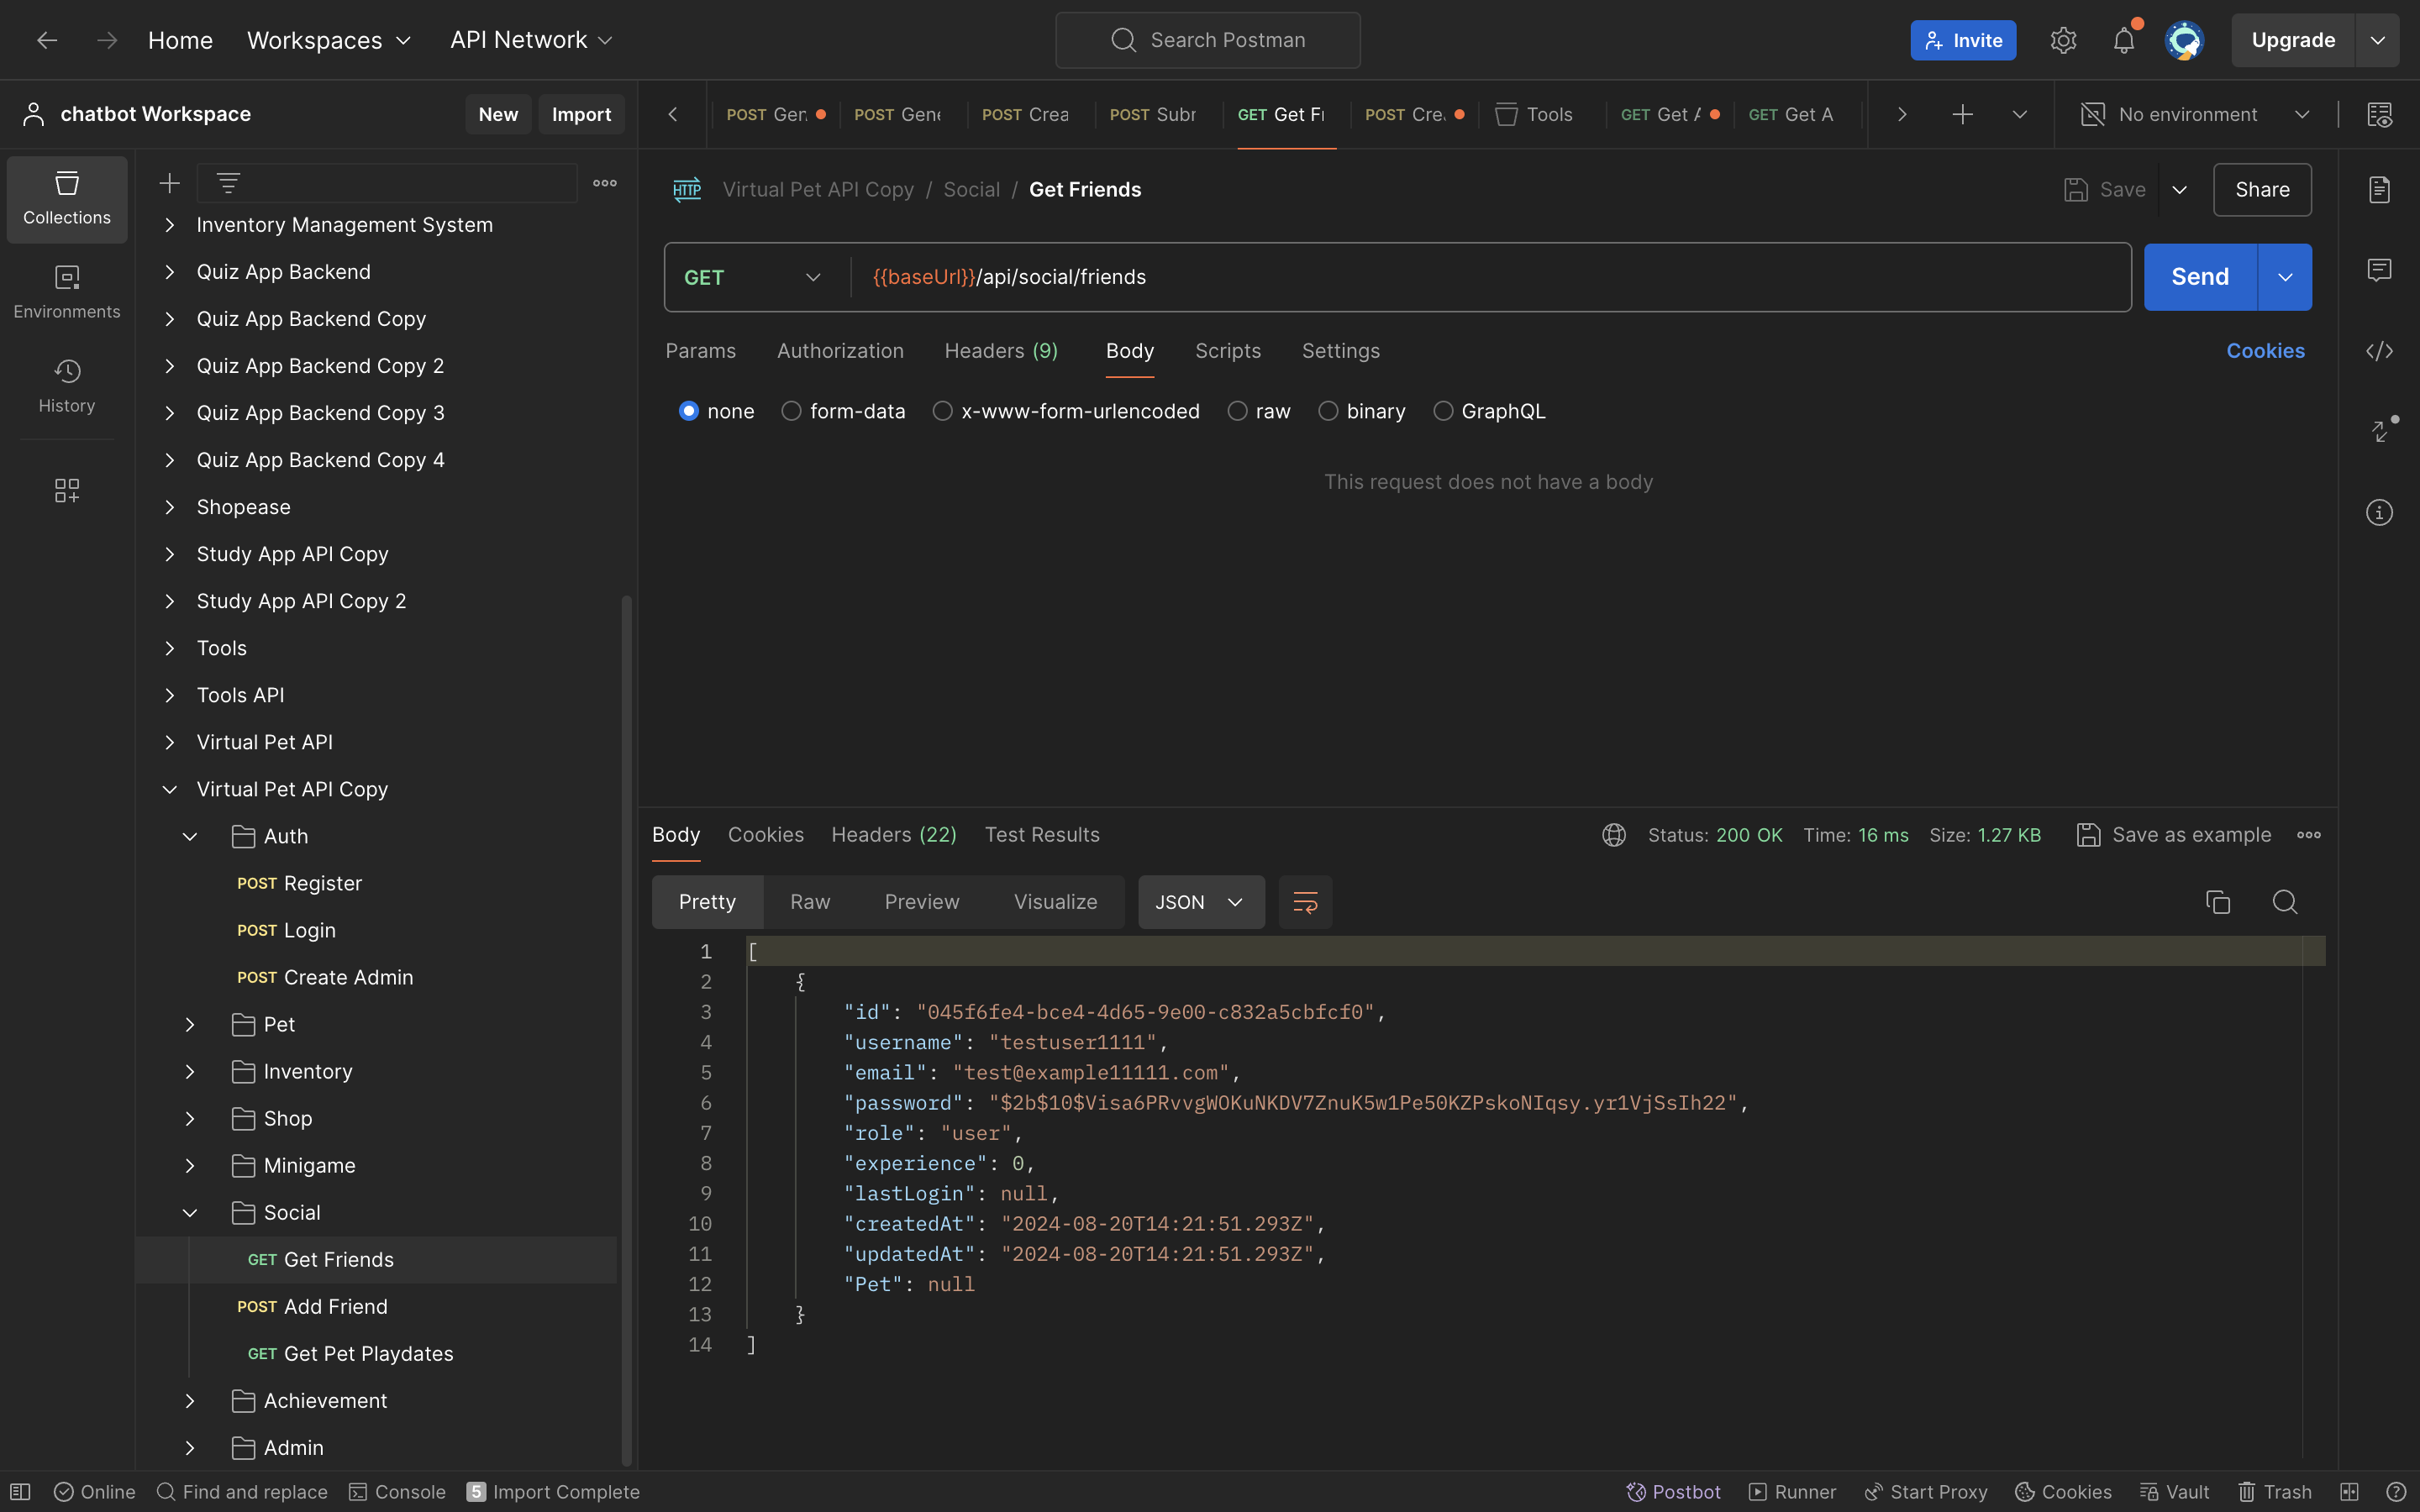 Home Workspaces API Network Search Postman Invite Upgrade
chatbot Workspace New Import
POST Gen POST Gene POST Crea POST Subr GET Get Fr POST Cre Tools GET Get A GET Get A No environment
Collections
Environments
History
Inventory Management System
Quiz App Backend
Quiz App Backend Copy
Quiz App Backend Copy 2
Quiz App Backend Copy 3
Quiz App Backend Copy 4
Shopease
Study App API Copy
Study App API Copy 2
Tools
Tools API
Virtual Pet API
Virtual Pet API Copy
Auth
POST Register
POST Login
POST Create Admin
Pet
Inventory
Shop
Minigame
Social
GET Get Friends
POST Add Friend
GET Get Pet Playdates
Achievement
Admin
HTTP Virtual Pet API Copy / Social / Get Friends Save Share
GET {{baseUrl}}/api/social/friends Send
Params Authorization Headers (9) Body Scripts Settings Cookies
none form-data x-www-form-urlencoded raw binary GraphQL
This request does not have a body
Body Cookies Headers (22) Test Results Status: 200 OK Time: 16 ms Size: 1.27 KB Save as example
Pretty Raw Preview Visualize JSON
1 [
2 {
3 "id": "045f6fe4-bce4-4d65-9e00-c832a5cbfcf0",
4 "username": "testuser1111",
5 "email": "test@example11111.com",
6 "password": "$2b$10$Visa6PRvvgWOKuNKDV7ZnuK5w1Pe50KZPskoNIqsy.yr1VjSsIh22",
7 "role": "user",
8 "experience": 0,
9 "lastLogin": null,
10 "createdAt": "2024-08-20T14:21:51.293Z",
11 "updatedAt": "2024-08-20T14:21:51.293Z",
12 "Pet": null
13 }
14 ]
Online Find and replace Console 5 Import Complete Postbot Runner Start Proxy Cookies Vault Trash